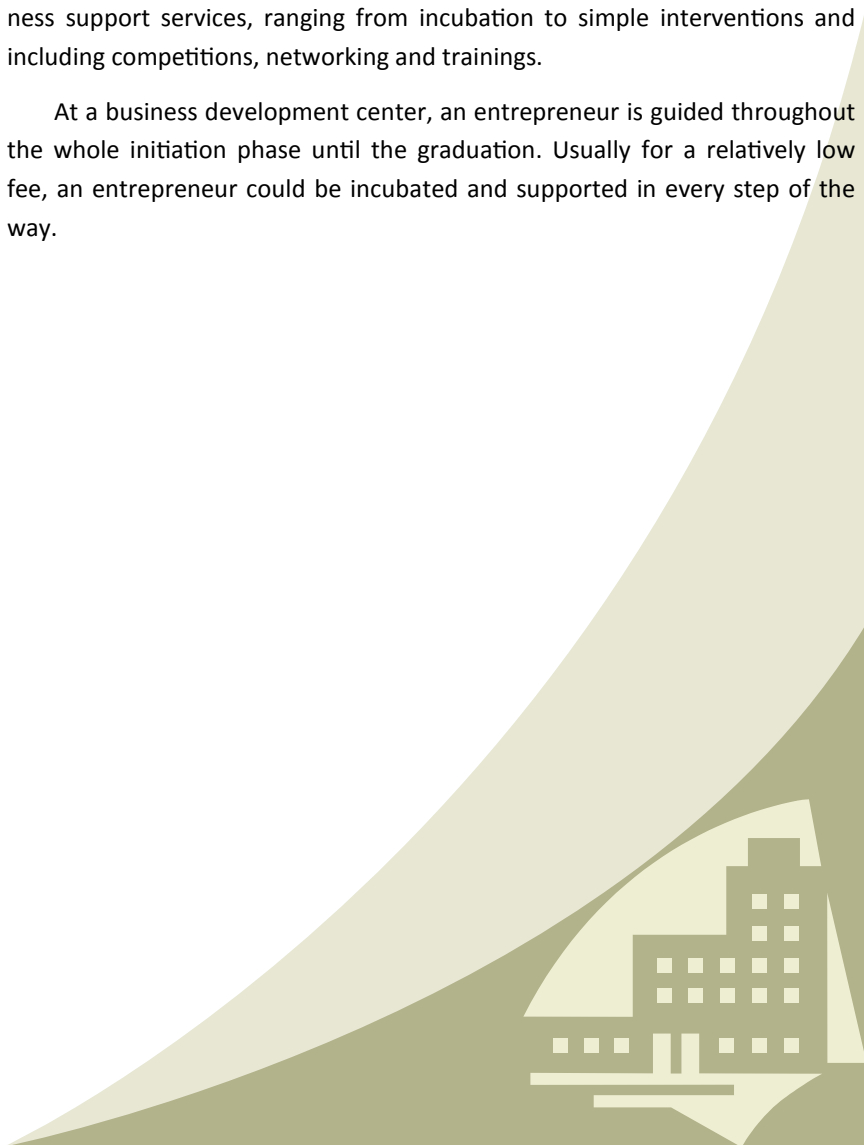 ness support services, ranging from incubation to simple interventions and
including competitions, networking and trainings.
At a business development center, an entrepreneur is guided throughout
the whole initiation phase until the graduation. Usually for a relatively low
fee, an entrepreneur could be incubated and supported in every step of the
way.